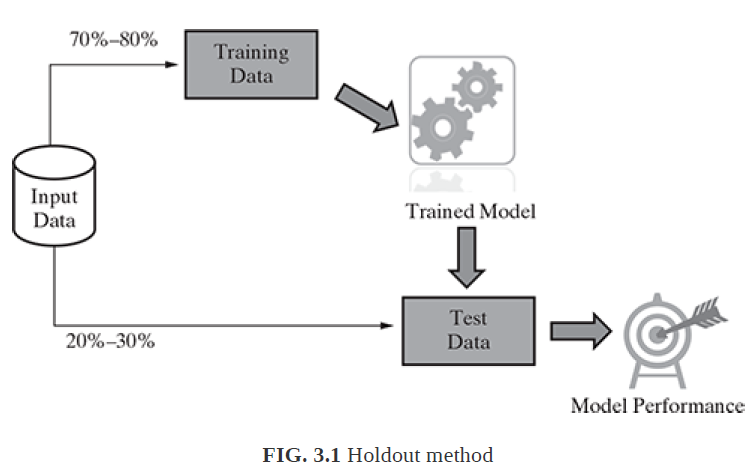 70%–80%
Training
Data
Input
Data
Trained Model
Test
Data
20%–30%
Model Performance
FIG. 3.1 Holdout method